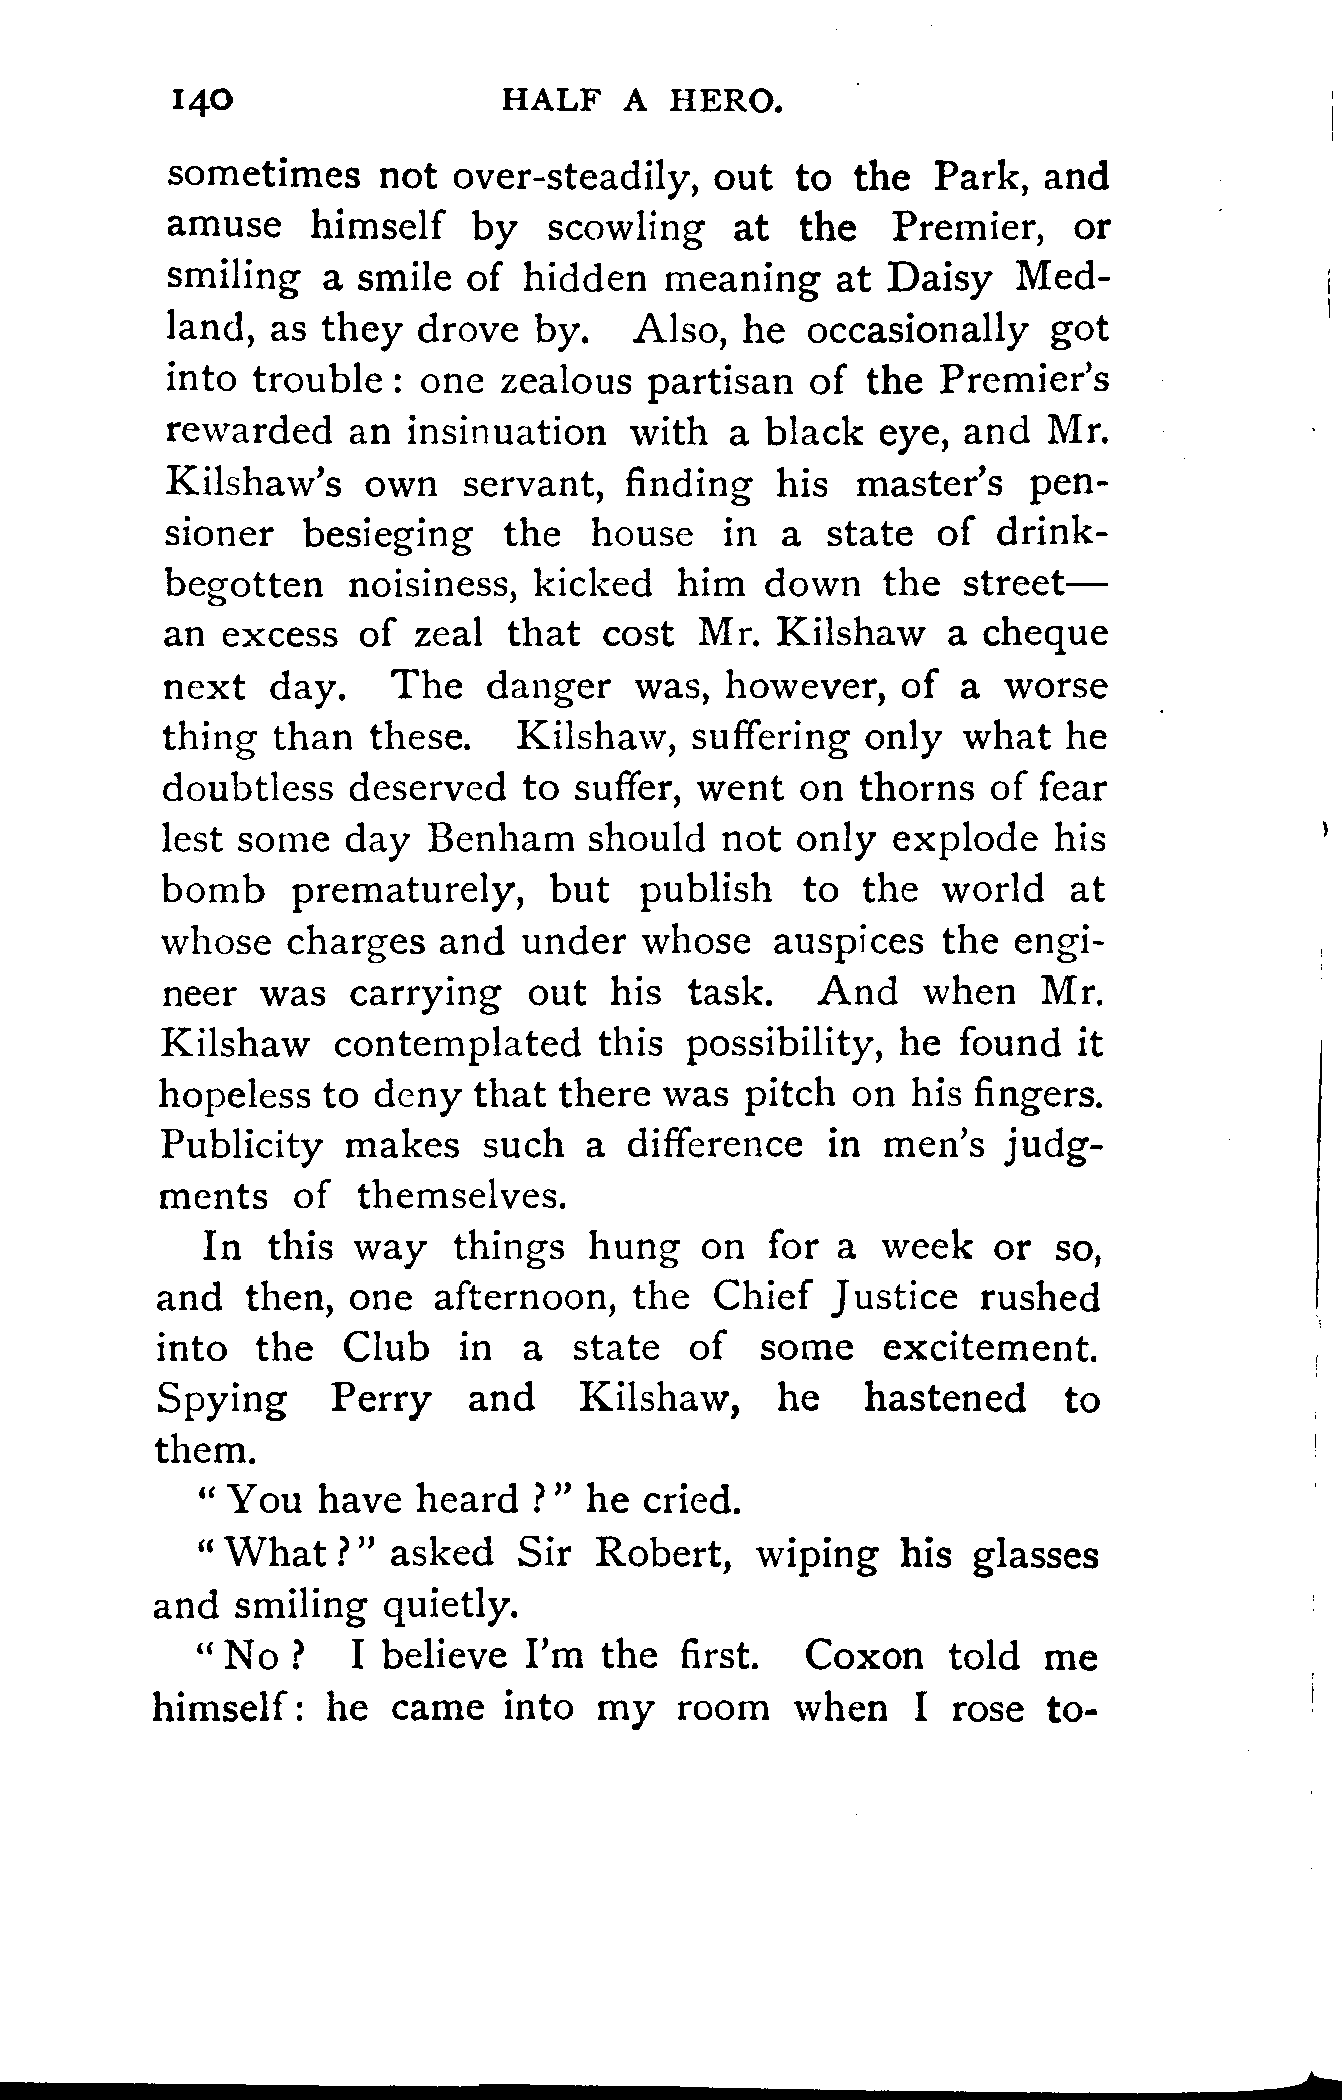 140 HALF A HERO.
sometimes not over-steadily, out to the Park, and
amuse himself by scowling at the Premier, or
smiling a smile of hidden meaning at Daisy Med-
land, as they drove by. Also, he occasionally got
into trouble : one zealous partisan of the Premier's
rewarded an insinuation with a black eye, and Mr.
Kilshaw's own servant, finding his master's pen-
sioner besieging the house in a state of drink-
begotten noisiness, kicked him down the street—
an excess of zeal that cost Mr. Kilshaw a cheque
next day. The danger was, however, of a worse
thing than these. Kilshaw, suffering only what he
doubtless deserved to suffer, went on thorns of fear
lest some day Benham should not only explode his
bomb prematurely, but publish to the world at
whose charges and under whose auspices the engi-
neer was carrying out his task. And when Mr.
Kilshaw contemplated this possibility, he found it
hopeless to deny that there was pitch on his fingers.
Publicity makes such a difference in men's judg-
ments of themselves.
In this way things hung on for a week or so,
and then, one afternoon, the Chief Justice rushed
into the Club in a state of some excitement.
Spying Perry and Kilshaw, he hastened to
them.
" You have heard ? " he cried.
" What ? " asked Sir Robert, wiping his glasses
and smiling quietly.
" No ? I believe I'm the first. Coxon told me
himself : he came into my room when I rose to-